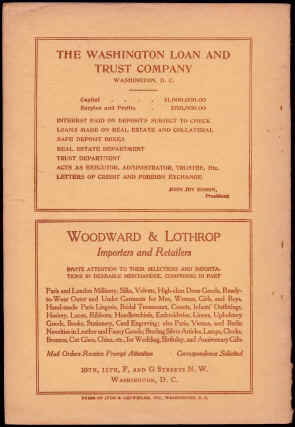 THE WASHINGTON LOAN AND
TRUST COMPANY
WASHINGTON, D. C.
Capital . . . . $1,000,000.00
Surplus and Profits .
INTEREST PAID ON DEPOSITS SUBJECT TO CHECK
LOANS MADE ON REAL ESTATE AND COLLATERAL
SAFE DEPOSIT BOXES
REAL ESTATE DEPARTMENT
TRUST DEPARTMENT
ACTS AS EXECUTOR, ADMINISTRATOR, TRUSTEE, Etc.
LETTERS OF CREDIT AND FOREIGN EXCHANGE
JOHN JOY EDSON,
President
WOODWARD & LOTHROP
Importers and Retailers
INVITE ATTENTION TO THEIR SELECTIONS AND IMPORTA-
TIONS IN DESIRABLE MERCHANDISE, COMPRISED IN PART
Paris and London Millinery, Silks, Velvets, High-class Dress Goods, Ready-
to-Wear Outer and Under Garments for Men, Women, Girls, and Boys,
Hand-made Paris Lingerie, Bridal Trousseaux, Corsets, Infants' Outfittings,
Hosiery, Laces, Ribbons, Handkerchiefs, Embroideries, Linens, Upholstery
Goods, Books, Stationery, Card Engraving; also Paris, Vienna, and Berlin
Novelties in Leather and Fancy Goods; Sterling Silver Articles, Lamps, Clocks,
Bronzes, Cut Glass, China, etc., for Wedding, Birthday, and Anniversary Gifts
Mail Orders Receive Prompt Attention Correspondence Solicited
10TH, 11TH, F, AND G STREETS N. W.
WASHINGTON, D. C.
PRESS OF JUDD & DETWEILER, INC., WASHINGTON, D. C.